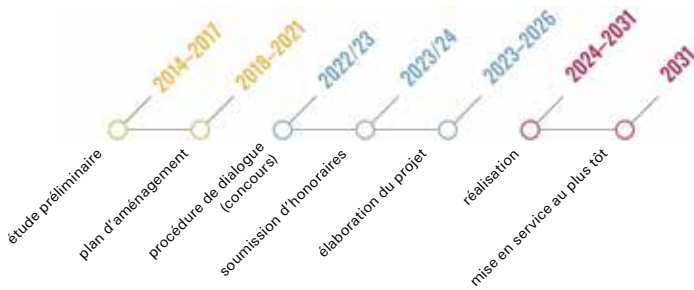 2014–2017
2018–2021
2022/23
2023/24
2023–2026
2024–2031
2031
étude préliminaire
plan d'aménagement
procédure de dialogue
(concours)
soumission d'honoraires
élaboration du projet
réalisation
mise en service au plus tôt